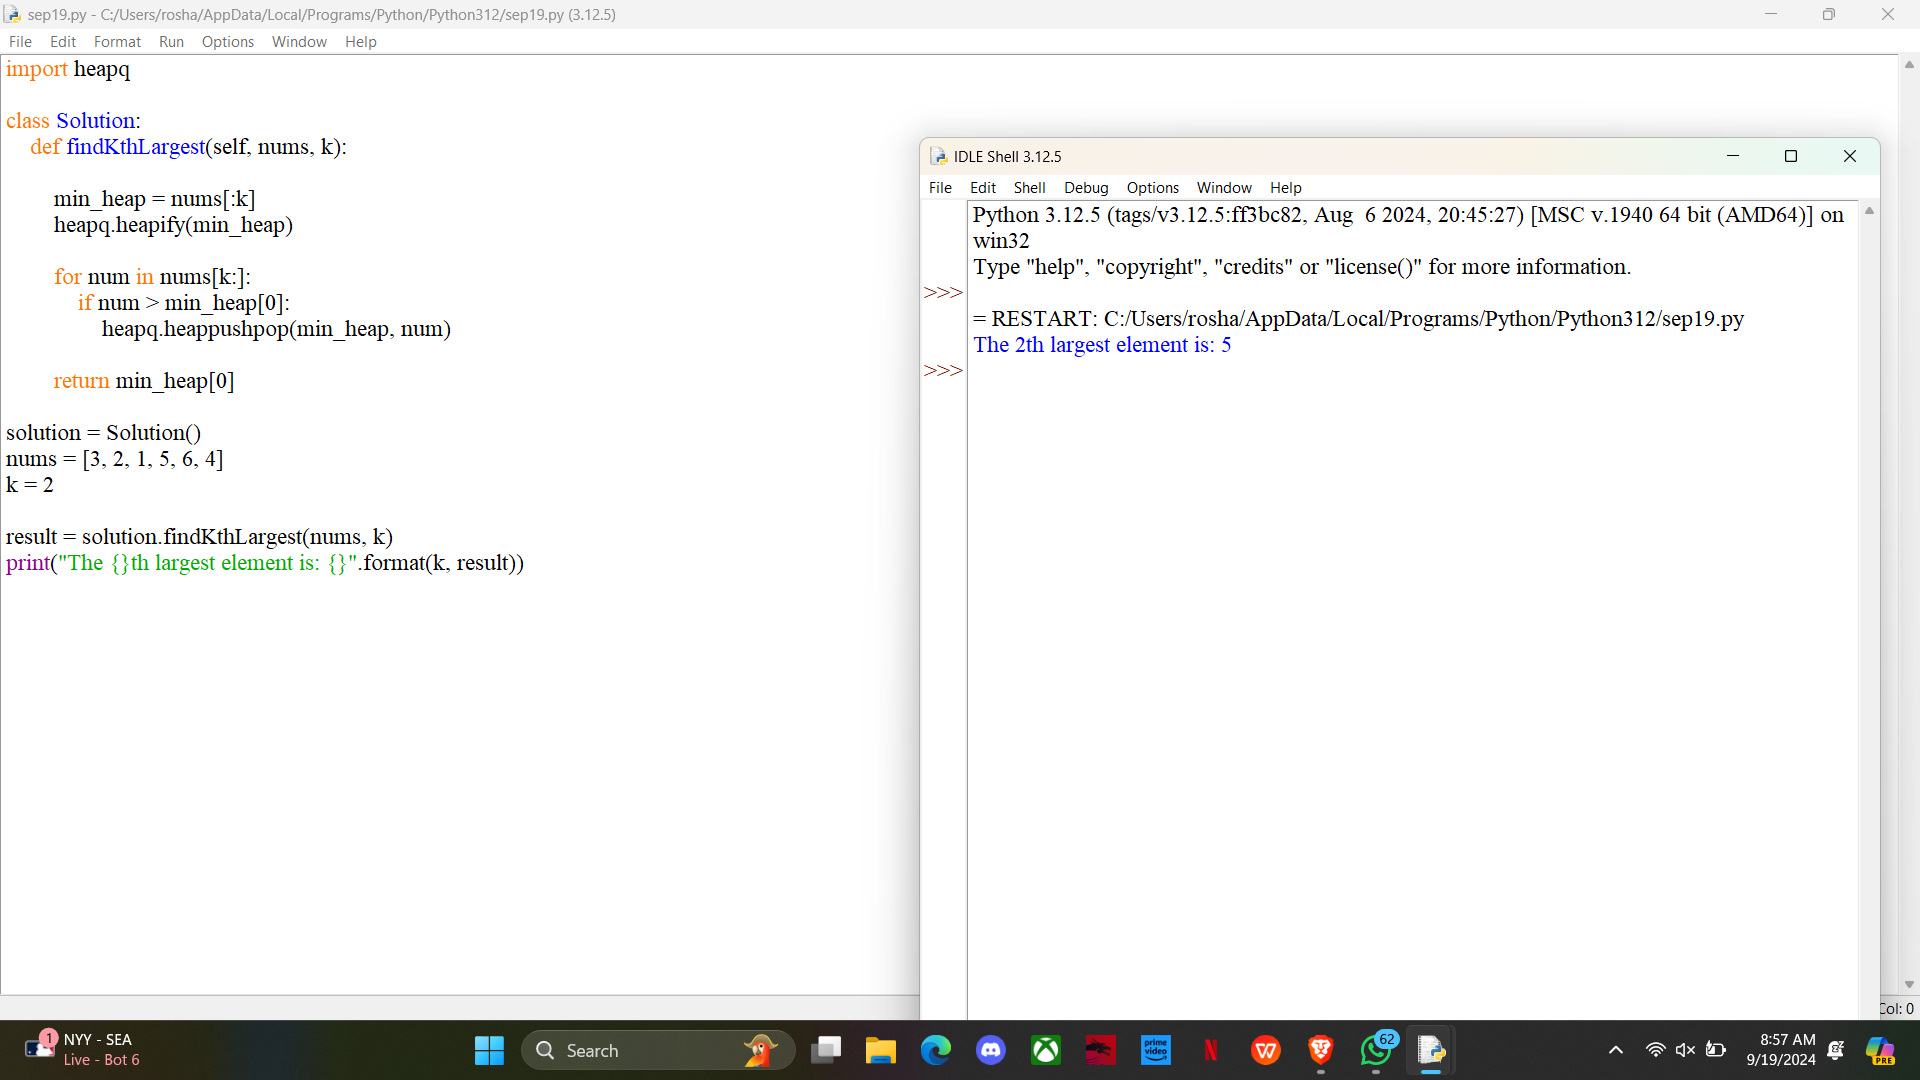 sep19.py - C:/Users/rosha/AppData/Local/Programs/Python/Python312/sep19.py (3.12.5)
File Edit Format Run Options Window Help
import heapq
class Solution:
    def findKthLargest(self, nums, k):
        min_heap = nums[:k]
        heapq.heapify(min_heap)
        for num in nums[k:]:
            if num > min_heap[0]:
                heapq.heappushpop(min_heap, num)
        return min_heap[0]
solution = Solution()
nums = [3, 2, 1, 5, 6, 4]
k = 2
result = solution.findKthLargest(nums, k)
print("The {}th largest element is: {}".format(k, result))
IDLE Shell 3.12.5
File Edit Shell Debug Options Window Help
Python 3.12.5 (tags/v3.12.5:ff3bc82, Aug  6 2024, 20:45:27) [MSC v.1940 64 bit (AMD64)] on
win32
Type "help", "copyright", "credits" or "license()" for more information.
>>>
= RESTART: C:/Users/rosha/AppData/Local/Programs/Python/Python312/sep19.py
The 2th largest element is: 5
>>>
Col: 0
1
NYY - SEA
Live - Bot 6
Search
prime video
N
W
62
8:57 AM
9/19/2024
PRE